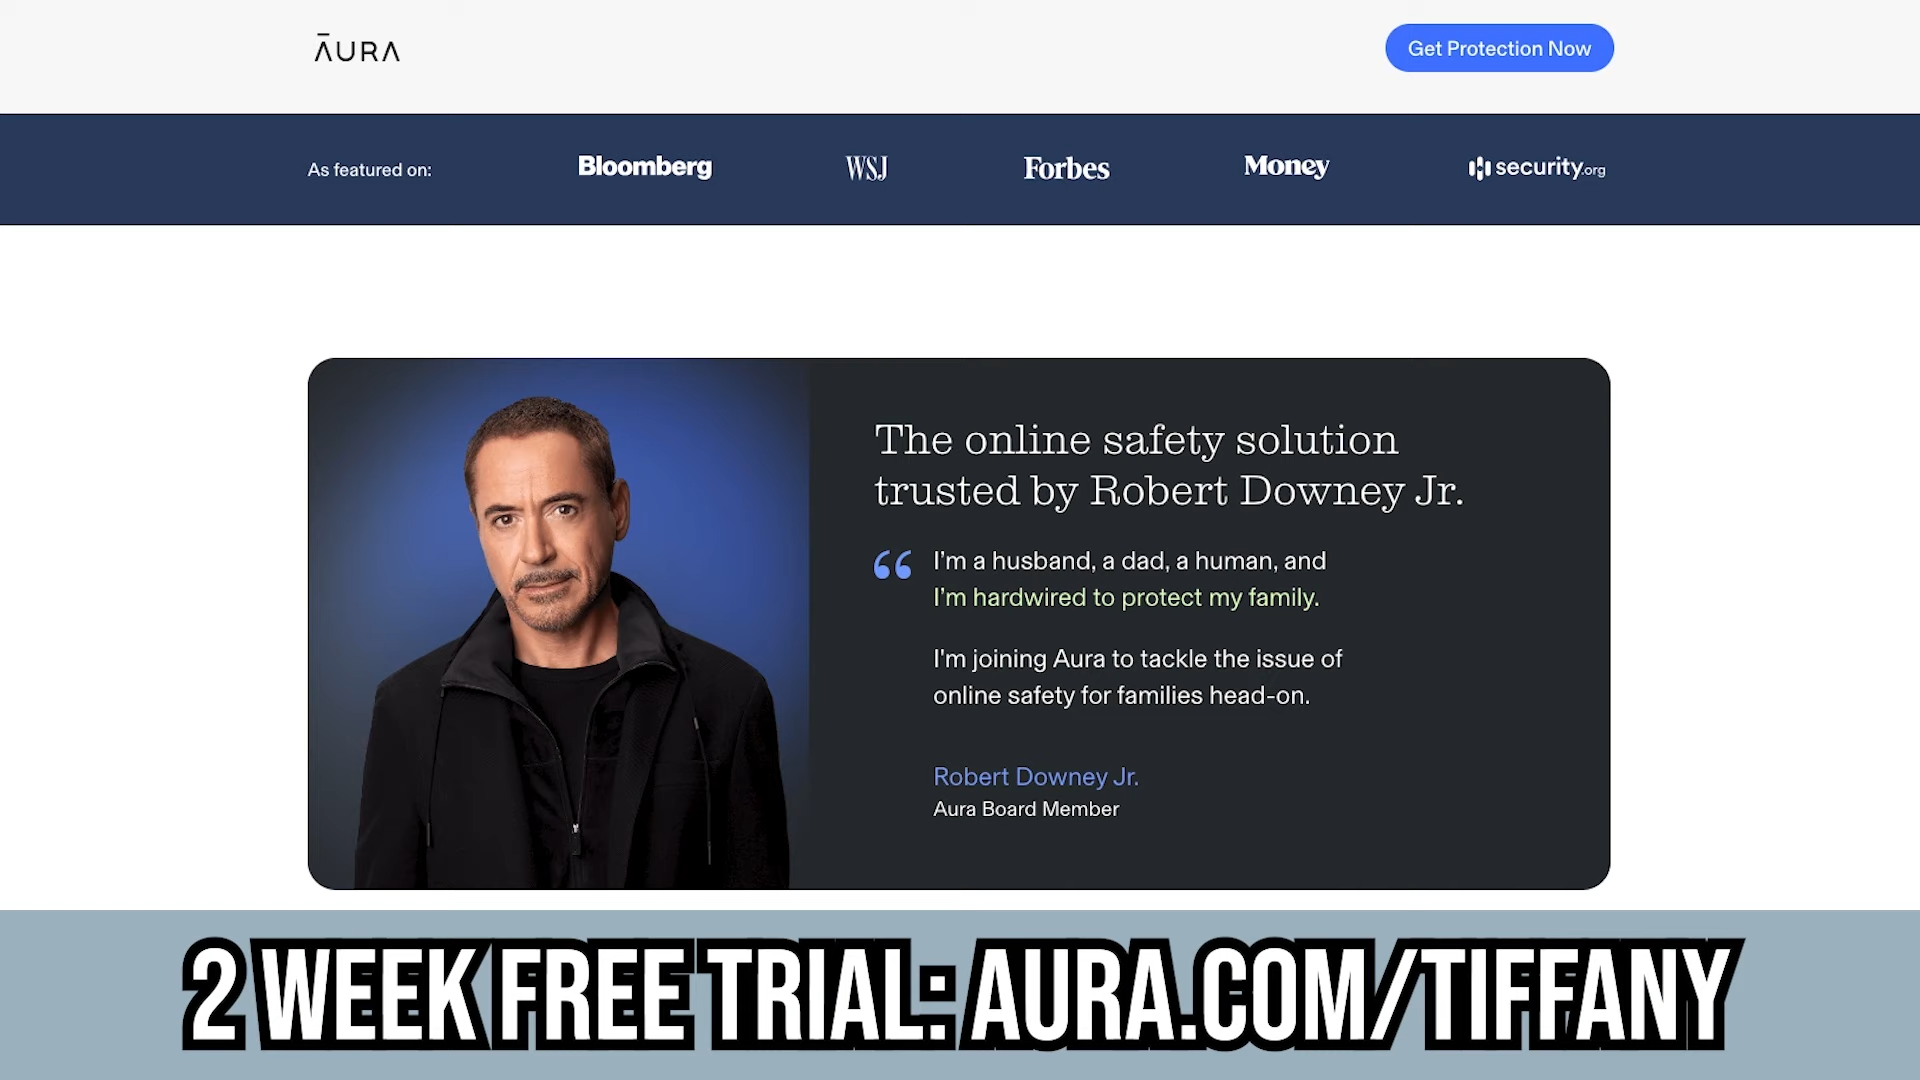 ĀURA
Get Protection Now
As featured on:
Bloomberg
WSJ
Forbes
Money
security.org
The online safety solution
trusted by Robert Downey Jr.
“ I’m a husband, a dad, a human, and
I’m hardwired to protect my family.
I'm joining Aura to tackle the issue of
online safety for families head-on.
Robert Downey Jr.
Aura Board Member
2 WEEK FREE TRIAL: AURA.COM/TIFFANY